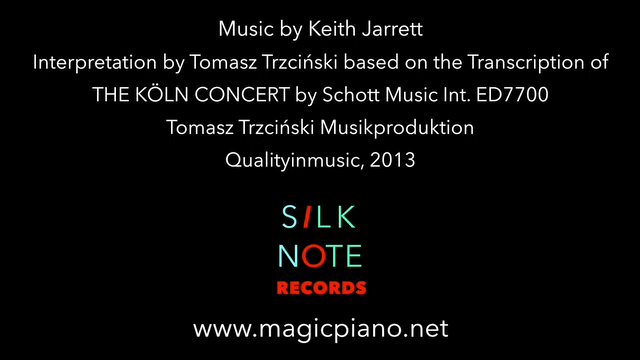 Music by Keith Jarrett
Interpretation by Tomasz Trzciński based on the Transcription of
THE KÖLN CONCERT by Schott Music Int. ED7700
Tomasz Trzciński Musikproduktion
Qualityinmusic, 2013
SILK
NOTE
RECORDS
www.magicpiano.net